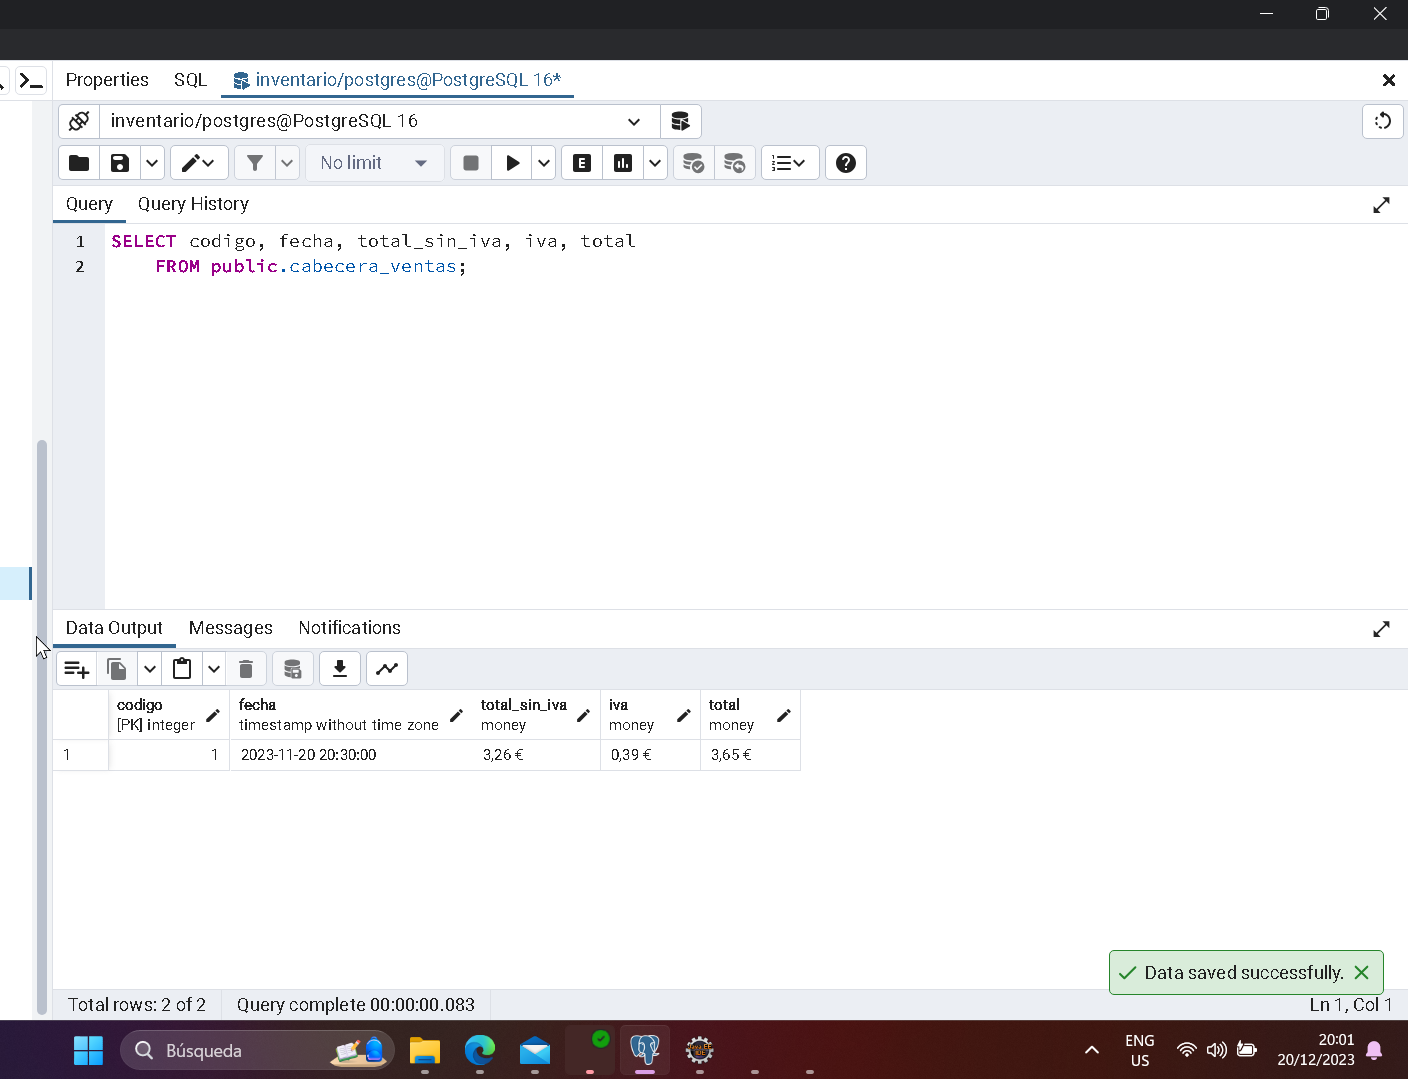 Properties SQL inventario/postgres@PostgreSQL 16*
inventario/postgres@PostgreSQL 16
No limit
E
Query Query History
1 SELECT codigo, fecha, total_sin_iva, iva, total
2 FROM public.cabecera_ventas;
Data Output Messages Notifications
codigo fecha total_sin_iva iva total
[PK] integer timestamp without time zone money money money
1 1 2023-11-20 20:30:00 3,26 € 0,39 € 3,65 €
Data saved successfully.
Total rows: 2 of 2 Query complete 00:00:00.083 Ln 1, Col 1
Búsqueda ENG 20:01
US 20/12/2023